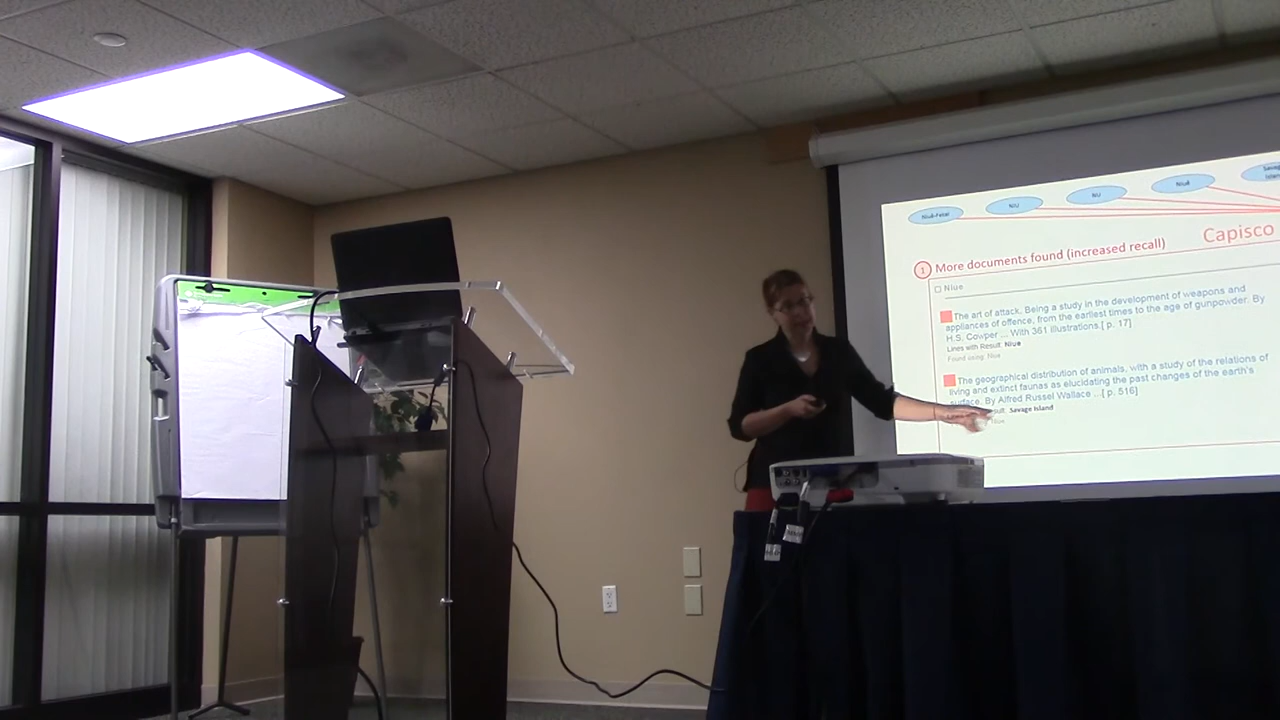 Niuē-Fekai
NIU
NU
Niuē
Savage
Island
Capisco
1 More documents found (increased recall)
Niue
The art of attack. Being a study in the development of weapons and
appliances of offence, from the earliest times to the age of gunpowder. By
H.S. Cowper ... With 361 illustrations.[ p. 17]
Lines with Result: Niue
Found using: Niue
The geographical distribution of animals, with a study of the relations of
living and extinct faunas as elucidating the past changes of the earth's
surface. By Alfred Russel Wallace ...[ p. 516]
Savage Island
Niue